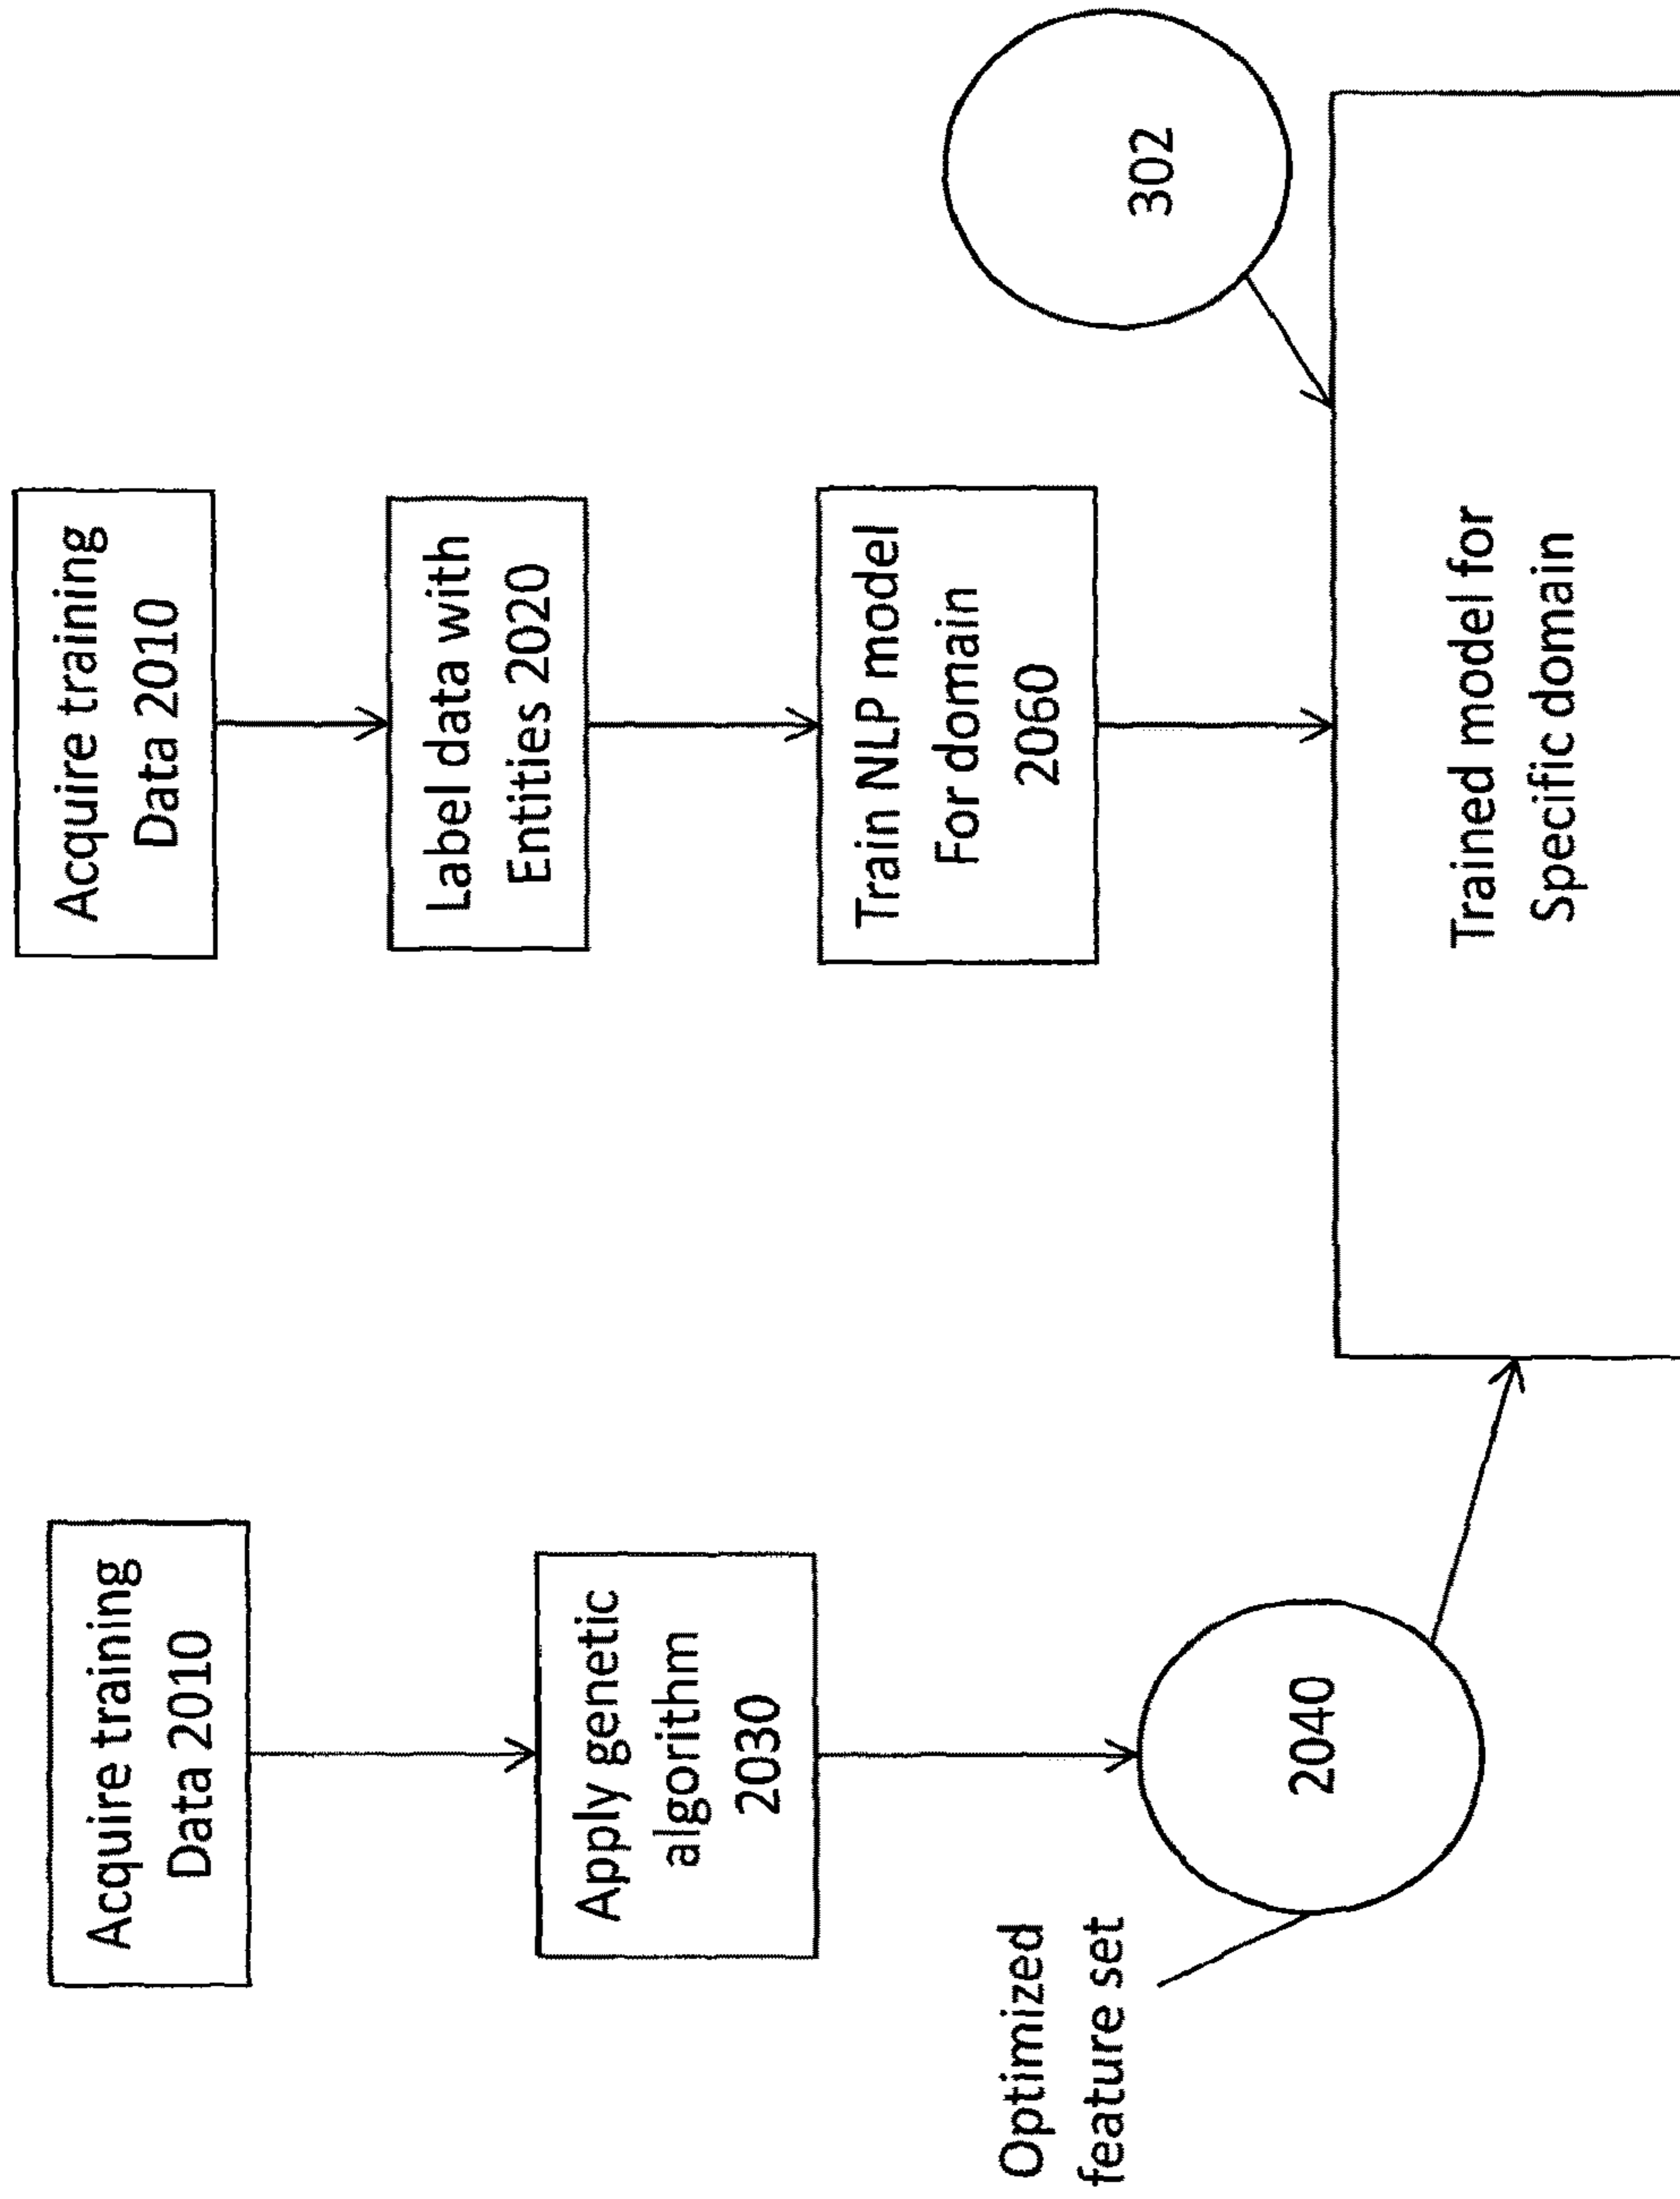 Acquire training
Data 2010
Apply genetic
algorithm
2030
Optimized
feature set
2040
Acquire training
Data 2010
Label data with
Entities 2020
Train NLP model
For domain
2060
302
Trained model for
Specific domain